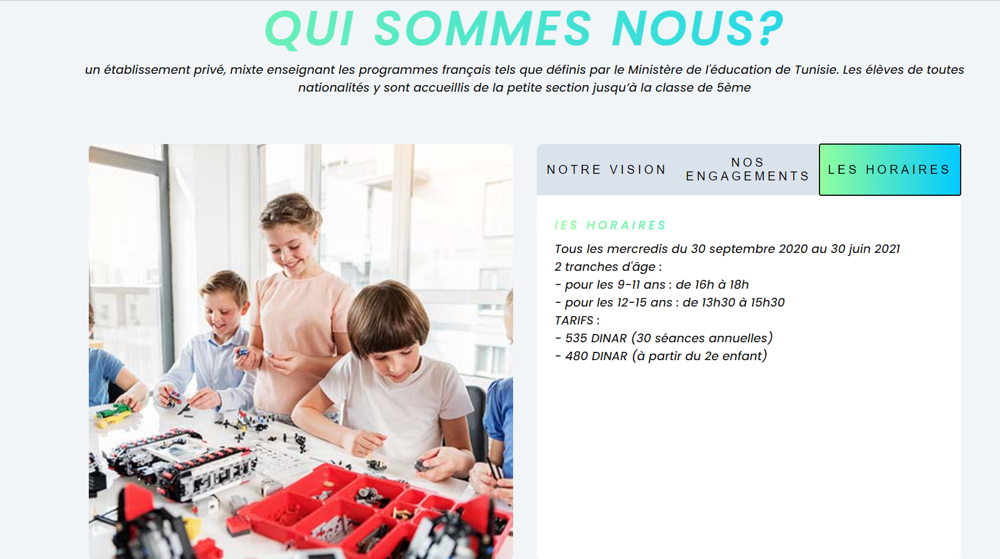 QUI SOMMES NOUS?
un établissement privé, mixte enseignant les programmes français tels que définis par le Ministère de l'éducation de Tunisie. Les élèves de toutes
nationalités y sont accueillis de la petite section jusqu’à la classe de 5ème
NOTRE VISION
NOS
ENGAGEMENTS
LES HORAIRES
lES HORAIRES
Tous les mercredis du 30 septembre 2020 au 30 juin 2021
2 tranches d'âge :
- pour les 9-11 ans : de 16h à 18h
- pour les 12-15 ans : de 13h30 à 15h30
TARIFS :
- 535 DINAR (30 séances annuelles)
- 480 DINAR (à partir du 2e enfant)